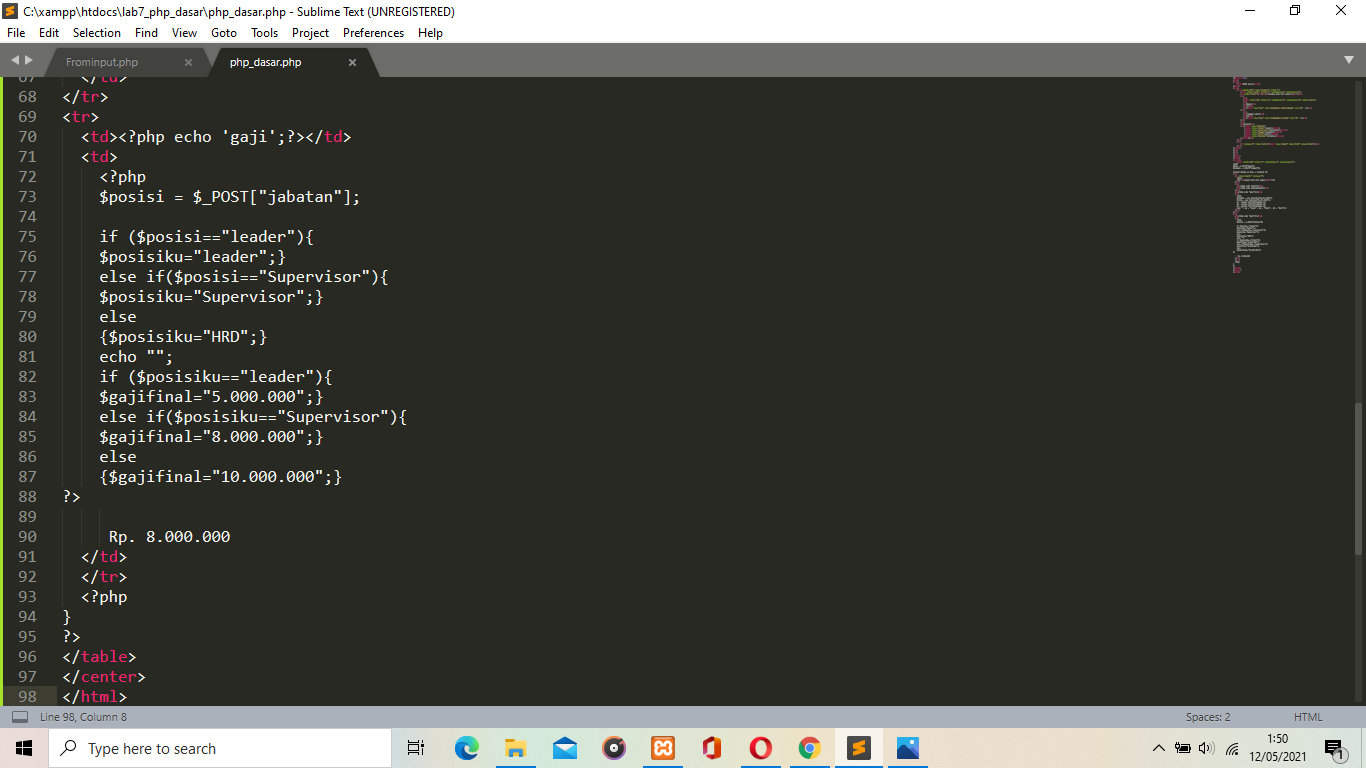 C:\xampp\htdocs\lab7_php_dasar\php_dasar.php - Sublime Text (UNREGISTERED)
File Edit Selection Find View Goto Tools Project Preferences Help
Frominput.php × php_dasar.php ×
67 </td>
68 </tr>
69 <tr>
70 <td><?php echo 'gaji';?></td>
71 <td>
72 <?php
73 $posisi = $_POST["jabatan"];
74
75 if ($posisi=="leader"){
76 $posisiku="leader";}
77 else if($posisi=="Supervisor"){
78 $posisiku="Supervisor";}
79 else
80 {$posisiku="HRD";}
81 echo "";
82 if ($posisiku=="leader"){
83 $gajifinal="5.000.000";}
84 else if($posisiku=="Supervisor"){
85 $gajifinal="8.000.000";}
86 else
87 {$gajifinal="10.000.000";}
88 ?>
89
90 Rp. 8.000.000
91 </td>
92 </tr>
93 <?php
94 }
95 ?>
96 </table>
97 </center>
98 </html>
Line 98, Column 8 Spaces: 2 HTML
Type here to search
1:50
12/05/2021
1